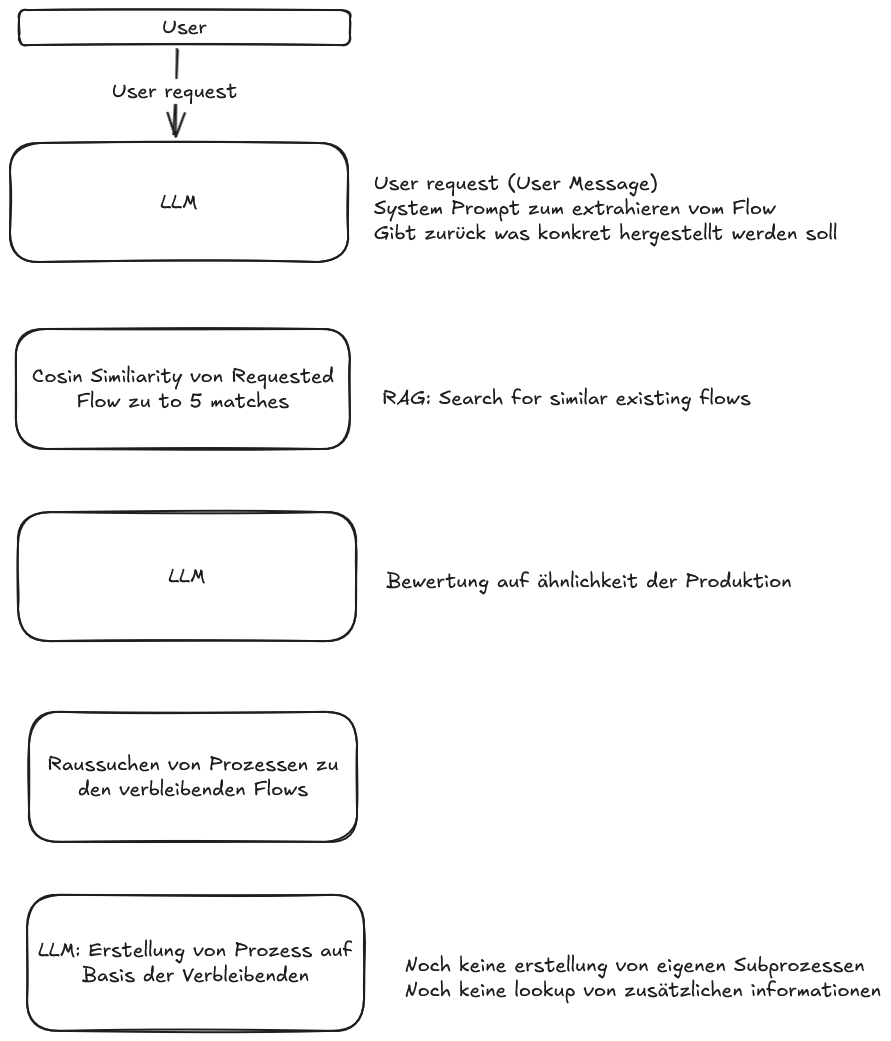 User
User request
LLM
User request (User Message)
System Prompt zum extrahieren vom Flow
Gibt zurück was konkret hergestellt werden soll
Cosin Similiarity von Requested
Flow zu to 5 matches
RAG: Search for similar existing flows
LLM
Bewertung auf ähnlichkeit der Produktion
Raussuchen von Prozessen zu
den verbleibenden Flows
LLM: Erstellung von Prozess auf
Basis der Verbleibenden
Noch keine erstellung von eigenen Subprozessen
Noch keine lookup von zusätzlichen informationen